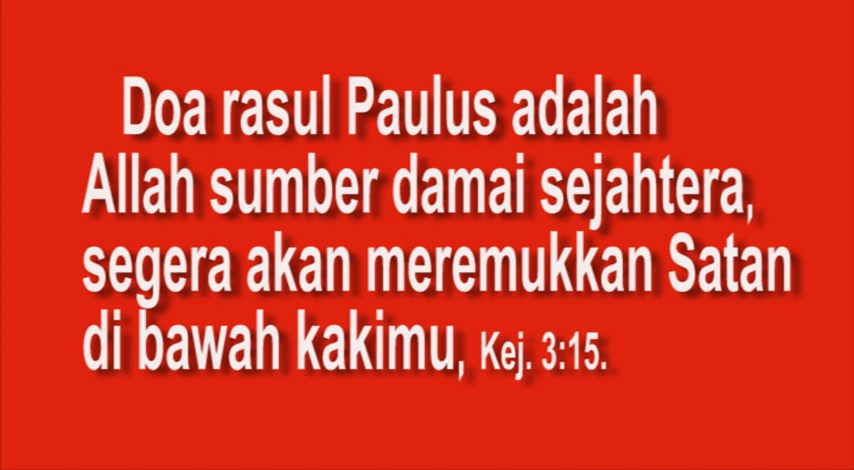 Doa rasul Paulus adalah
Allah sumber damai sejahtera,
segera akan meremukkan Satan
di bawah kakimu, Kej. 3:15.